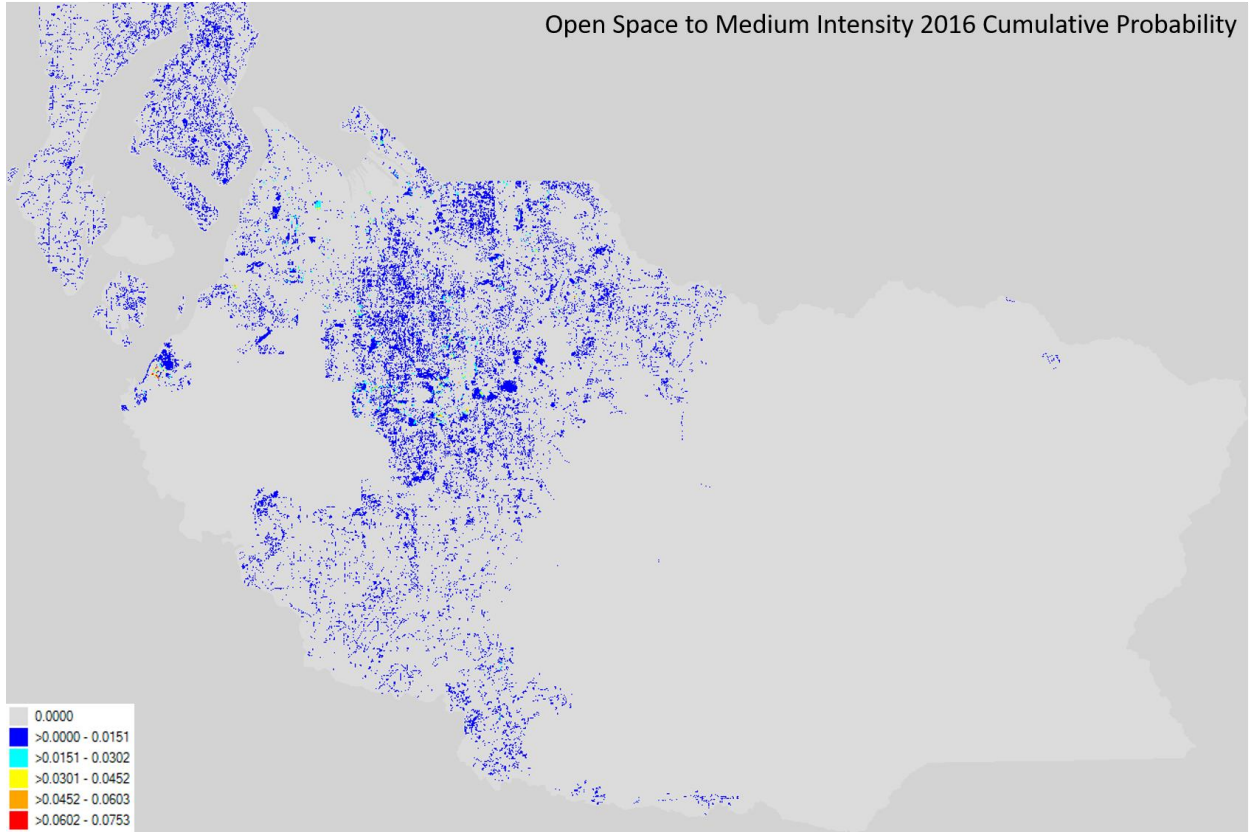 Open Space to Medium Intensity 2016 Cumulative Probability
0.0000
>0.0000 - 0.0151
>0.0151 - 0.0302
>0.0301 - 0.0452
>0.0452 - 0.0603
>0.0602 - 0.0753